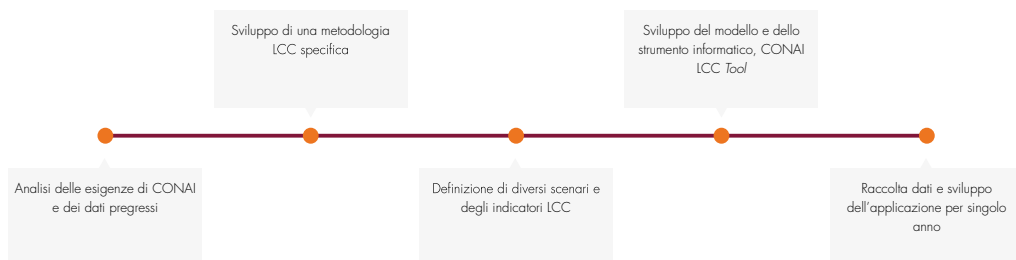 Analisi delle esigenze di CONAI
e dei dati pregressi
Sviluppo di una metodologia
LCC specifica
Definizione di diversi scenari e
degli indicatori LCC
Sviluppo del modello e dello
strumento informatico, CONAI
LCC Tool
Raccolta dati e sviluppo
dell’applicazione per singolo
anno